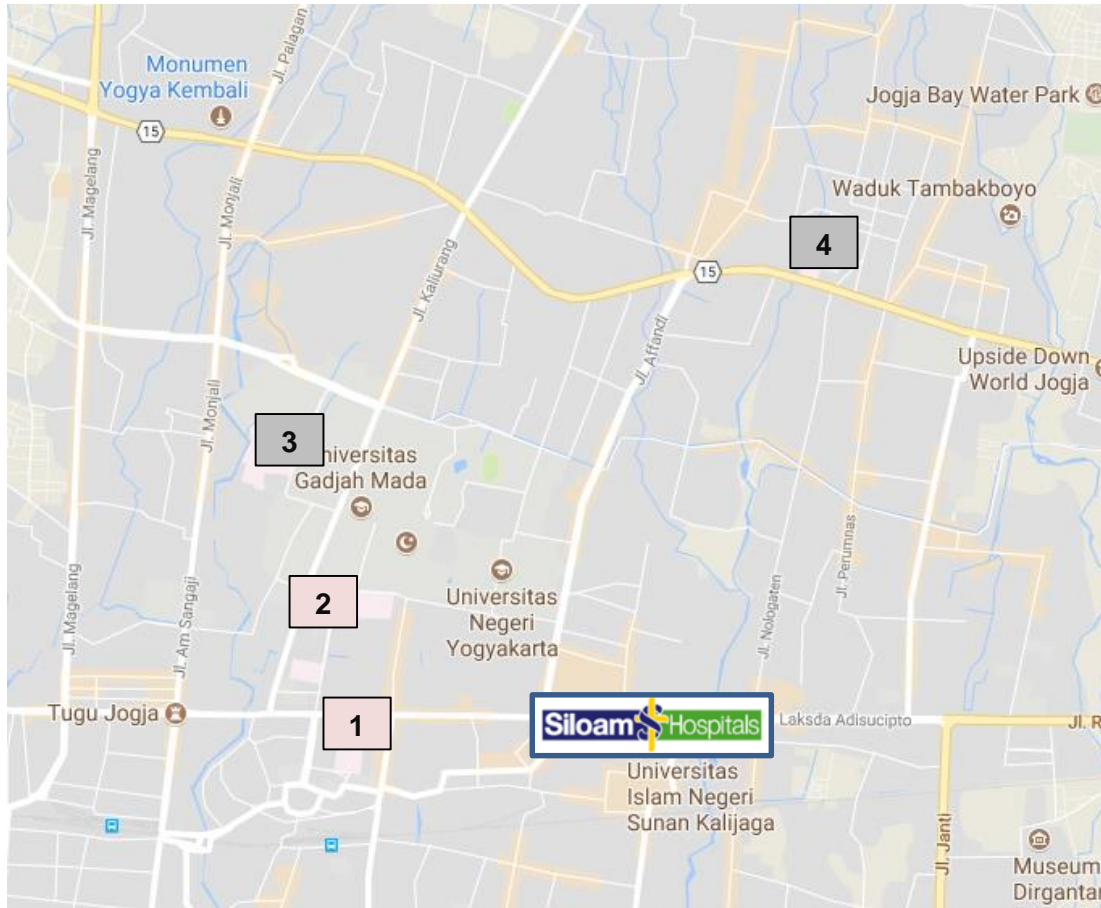 Jl. Palagan
Monumen
Yogya Kembali
15
Jogja Bay Water Park
Jl. Magelang
Jl. Monjali
Waduk Tambakboyo
4
Jl. Kaliurang
15
Jl. Affandi
Upside Down
World Jogja
3
Jl. Monjali
niversitas
Gadjah Mada
2
Universitas
Negeri
Yogyakarta
Jl. Magelang
Jl. Am Sangaji
Jl. Nologaten
Jl. Perumnas
Tugu Jogja
1
Siloam Hospitals
Laksda Adisucipto
Jl. R
Universitas
Islam Negeri
Sunan Kalijaga
Jl. Janti
Museum
Dirganta